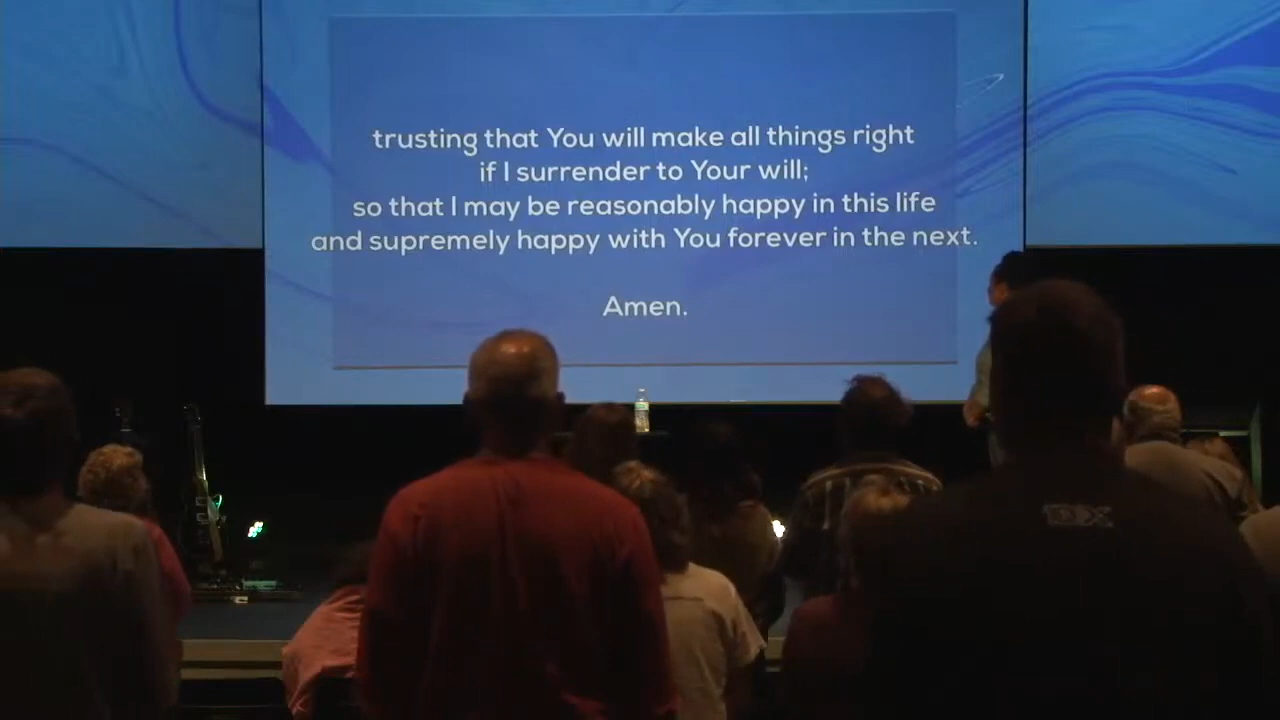 trusting that You will make all things right
if I surrender to Your will;
so that I may be reasonably happy in this life
and supremely happy with You forever in the next.
Amen.